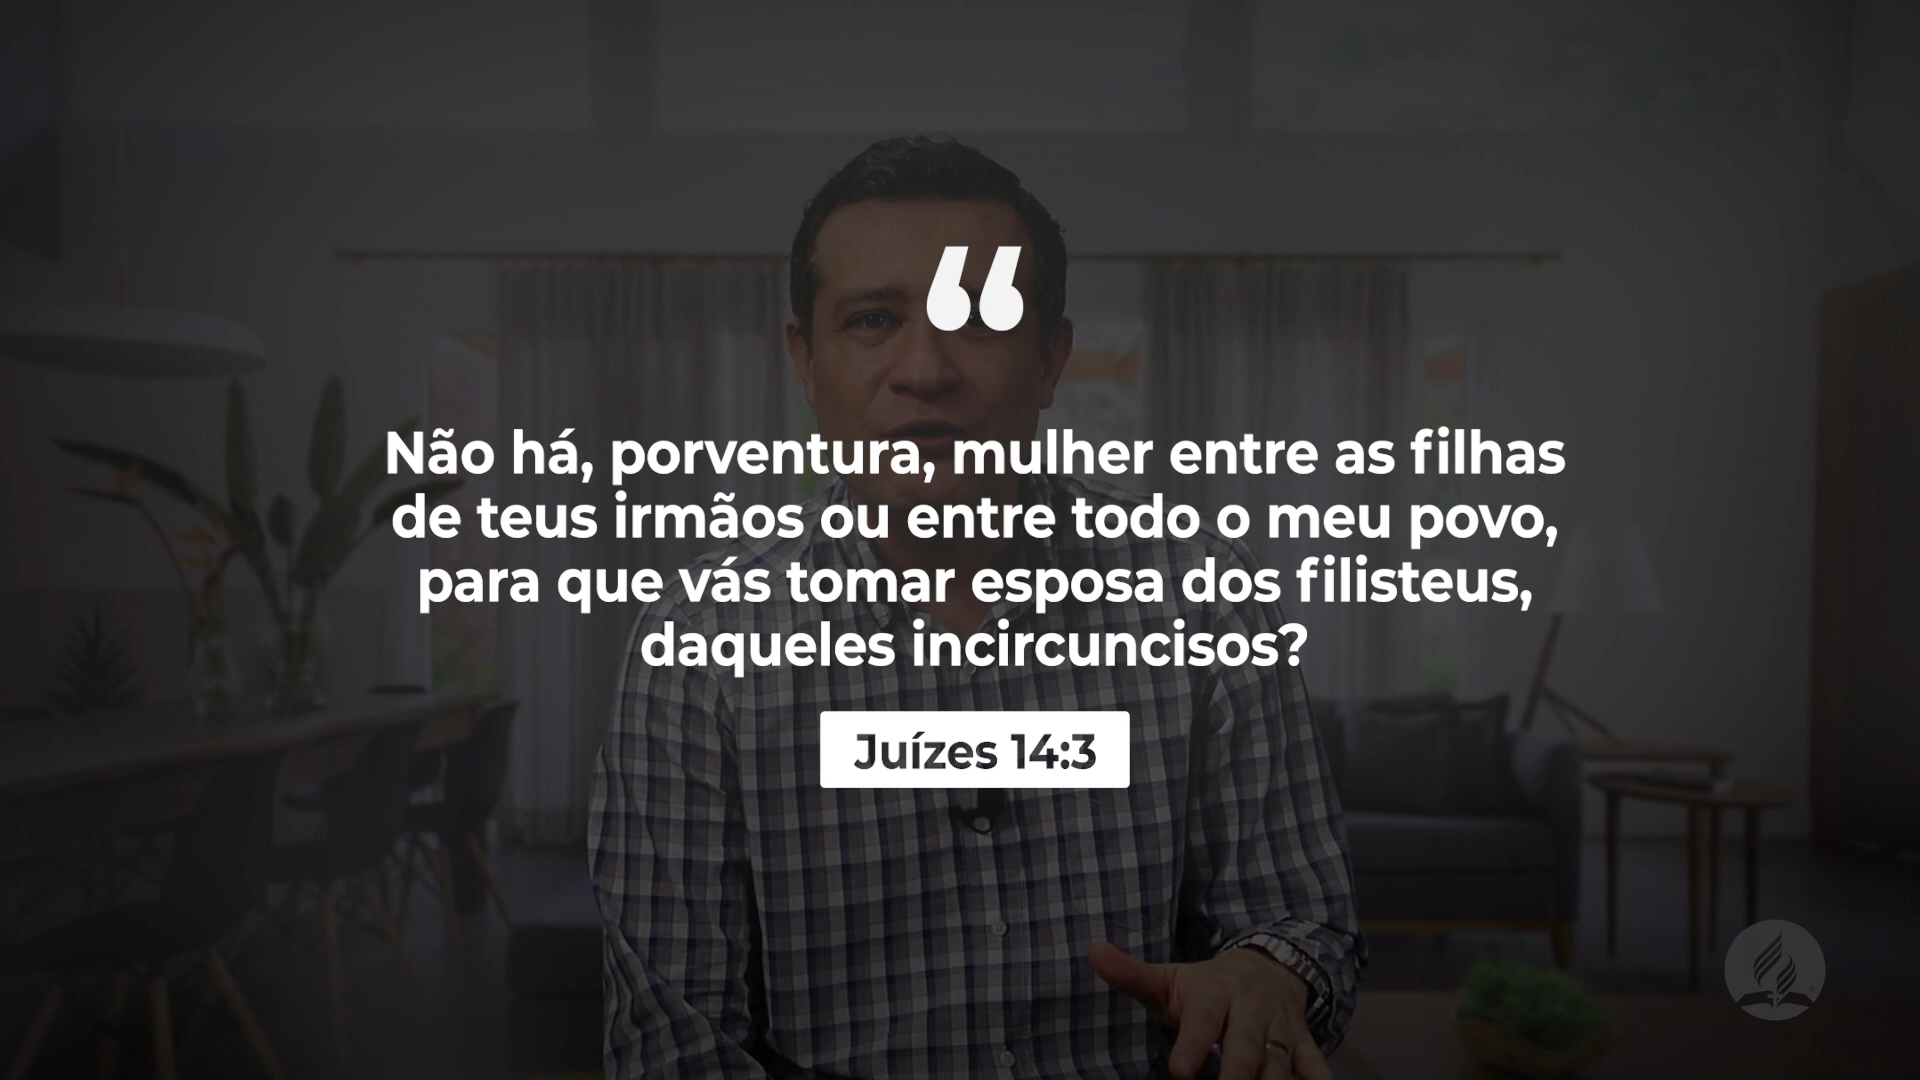 “
Não há, porventura, mulher entre as filhas
de teus irmãos ou entre todo o meu povo,
para que vás tomar esposa dos filisteus,
daqueles incircuncisos?
Juízes 14:3